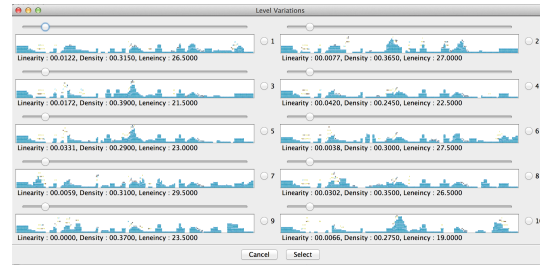 Level Variations
1
2
Linearity : 00.0122, Density : 00.3150, Leneincy : 26.5000
Linearity : 00.0077, Density : 00.3650, Leneincy : 27.0000
3
4
Linearity : 00.0172, Density : 00.3900, Leneincy : 21.5000
Linearity : 00.0420, Density : 00.2450, Leneincy : 22.5000
5
6
Linearity : 00.0331, Density : 00.2900, Leneincy : 23.0000
Linearity : 00.0038, Density : 00.3000, Leneincy : 27.5000
7
8
Linearity : 00.0059, Density : 00.3100, Leneincy : 29.5000
Linearity : 00.0302, Density : 00.3500, Leneincy : 26.5000
9
Linearity : 00.0000, Density : 00.3700, Leneincy : 23.5000
Linearity : 00.0066, Density : 00.2750, Leneincy : 19.0000
Cancel
Select